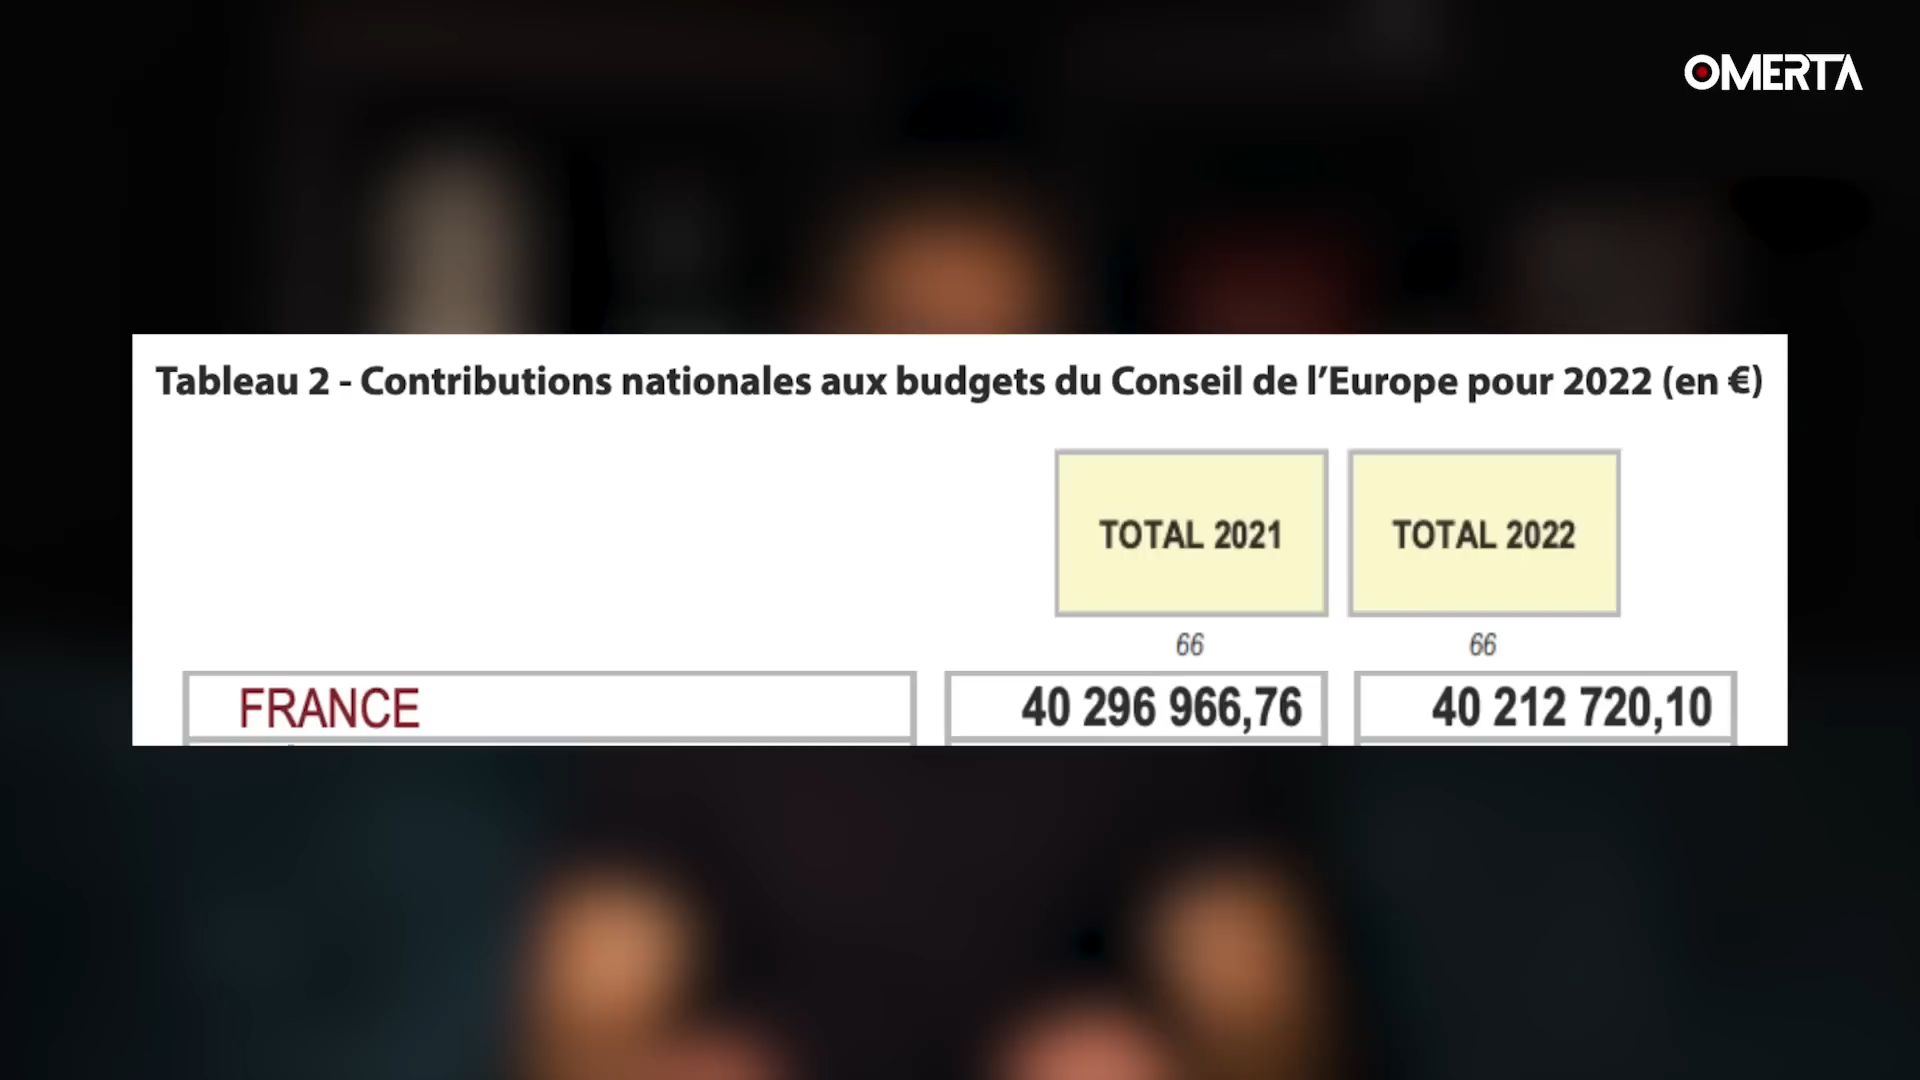 OMERTA
Tableau 2 - Contributions nationales aux budgets du Conseil de l’Europe pour 2022 (en €)
TOTAL 2021 TOTAL 2022
66 66
FRANCE 40 296 966,76 40 212 720,10